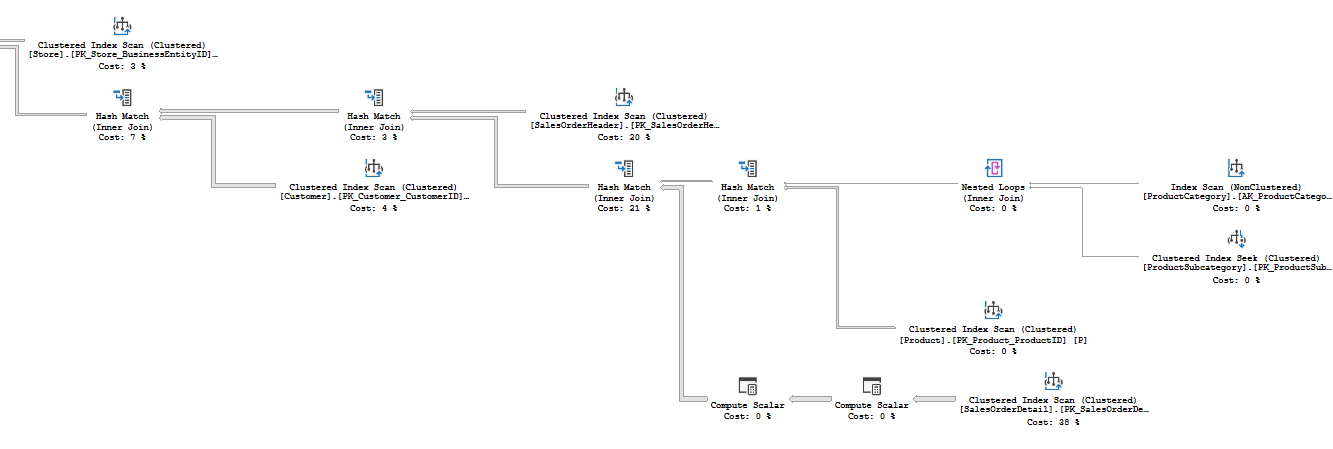 Clustered Index Scan (Clustered)
[Store].[PK_Store_BusinessEntityID]…
Cost: 3 %
Hash Match
(Inner Join)
Cost: 7 %
Hash Match
(Inner Join)
Cost: 3 %
Clustered Index Scan (Clustered)
[SalesOrderHeader].[PK_SalesOrderHe…
Cost: 20 %
Clustered Index Scan (Clustered)
[Customer].[PK_Customer_CustomerID]…
Cost: 4 %
Hash Match
(Inner Join)
Cost: 21 %
Hash Match
(Inner Join)
Cost: 1 %
Nested Loops
(Inner Join)
Cost: 0 %
Index Scan (NonClustered)
[ProductCategory].[AK_ProductCatego…
Cost: 0 %
Clustered Index Seek (Clustered)
[ProductSubcategory].[PK_ProductSub…
Cost: 0 %
Clustered Index Scan (Clustered)
[Product].[PK_Product_ProductID] [P]
Cost: 0 %
Compute Scalar
Cost: 0 %
Compute Scalar
Cost: 0 %
Clustered Index Scan (Clustered)
[SalesOrderDetail].[PK_SalesOrderDe…
Cost: 38 %